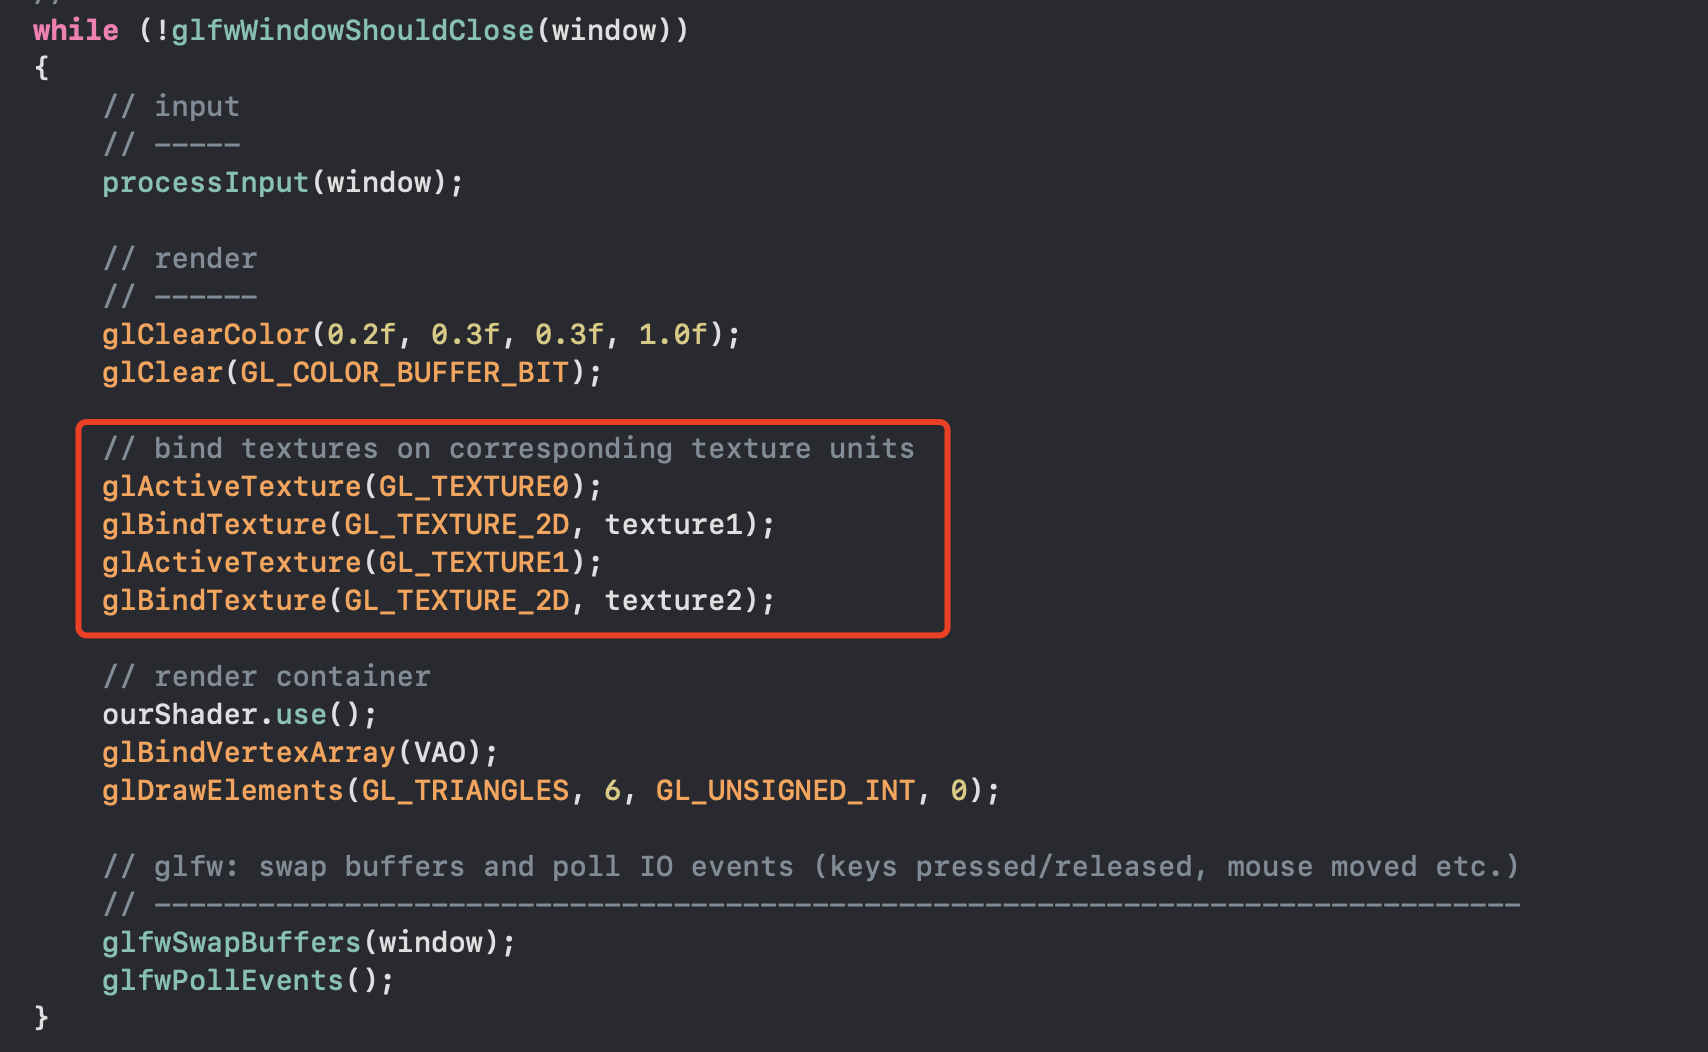 //
while (!glfwWindowShouldClose(window))
{
// input
// -----
processInput(window);
// render
// ------
glClearColor(0.2f, 0.3f, 0.3f, 1.0f);
glClear(GL_COLOR_BUFFER_BIT);
// bind textures on corresponding texture units
glActiveTexture(GL_TEXTURE0);
glBindTexture(GL_TEXTURE_2D, texture1);
glActiveTexture(GL_TEXTURE1);
glBindTexture(GL_TEXTURE_2D, texture2);
// render container
ourShader.use();
glBindVertexArray(VAO);
glDrawElements(GL_TRIANGLES, 6, GL_UNSIGNED_INT, 0);
// glfw: swap buffers and poll IO events (keys pressed/released, mouse moved etc.)
// -------------------------------------------------------------------------------
glfwSwapBuffers(window);
glfwPollEvents();
}